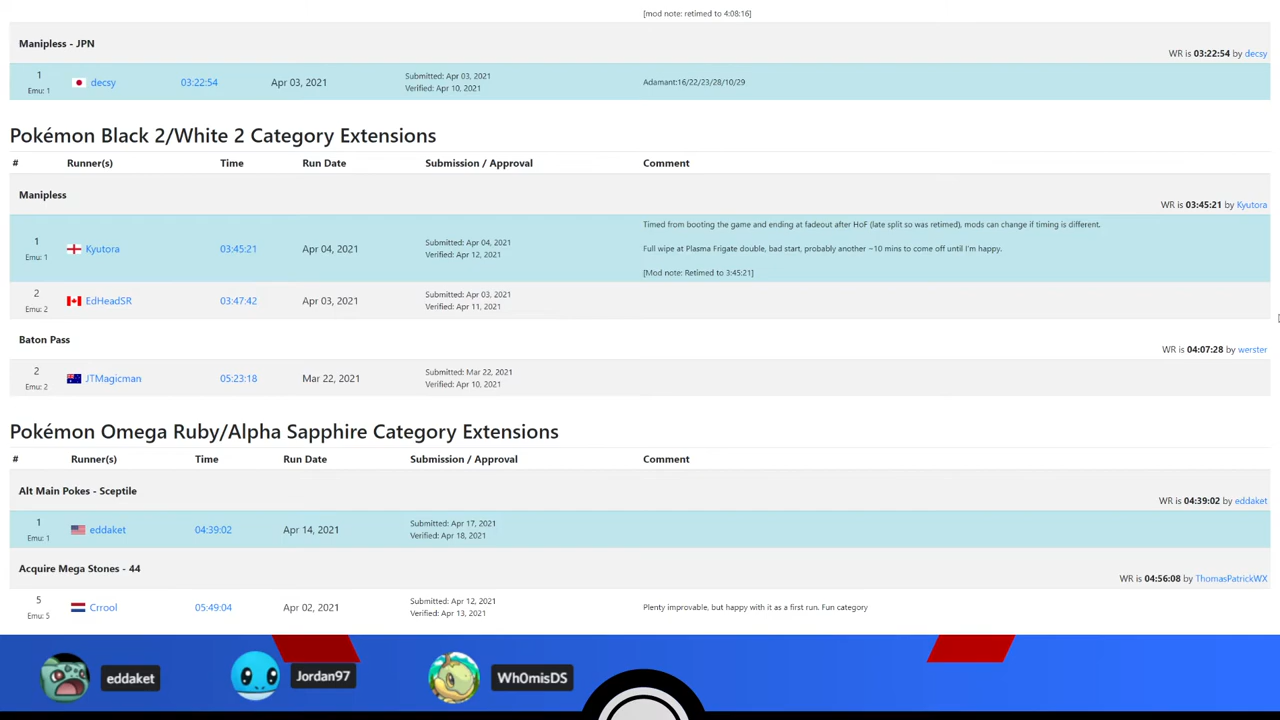 [mod note: retimed to 4:08:16]
Manipless - JPN
WR is 03:22:54 by decsy
1 decsy 03:22:54 Apr 03, 2021 Submitted: Apr 03, 2021 Adamant:16/22/23/28/10/29
Emu: 1 Verified: Apr 10, 2021
Pokémon Black 2/White 2 Category Extensions
# Runner(s) Time Run Date Submission / Approval Comment
Manipless
WR is 03:45:21 by Kyutora
Timed from booting the game and ending at fadeout after HoF (late split so was retimed), mods can change if timing is different.
1 Kyutora 03:45:21 Apr 04, 2021 Submitted: Apr 04, 2021 Full wipe at Plasma Frigate double, bad start, probably another ~10 mins to come off until I'm happy.
Emu: 1 Verified: Apr 12, 2021
[Mod note: Retimed to 3:45:21]
2 EdHeadSR 03:47:42 Apr 03, 2021 Submitted: Apr 03, 2021
Emu: 2 Verified: Apr 11, 2021
Baton Pass
WR is 04:07:28 by werster
2 JTMagicman 05:23:18 Mar 22, 2021 Submitted: Mar 22, 2021
Emu: 2 Verified: Apr 10, 2021
Pokémon Omega Ruby/Alpha Sapphire Category Extensions
# Runner(s) Time Run Date Submission / Approval Comment
Alt Main Pokes - Sceptile
WR is 04:39:02 by eddaket
1 eddaket 04:39:02 Apr 14, 2021 Submitted: Apr 17, 2021
Emu: 1 Verified: Apr 18, 2021
Acquire Mega Stones - 44
WR is 04:56:08 by ThomasPatrickWX
5 Crrool 05:49:04 Apr 02, 2021 Submitted: Apr 12, 2021 Plenty improvable, but happy with it as a first run. Fun category
Emu: 5 Verified: Apr 13, 2021
eddaket Jordan97 Wh0misDS